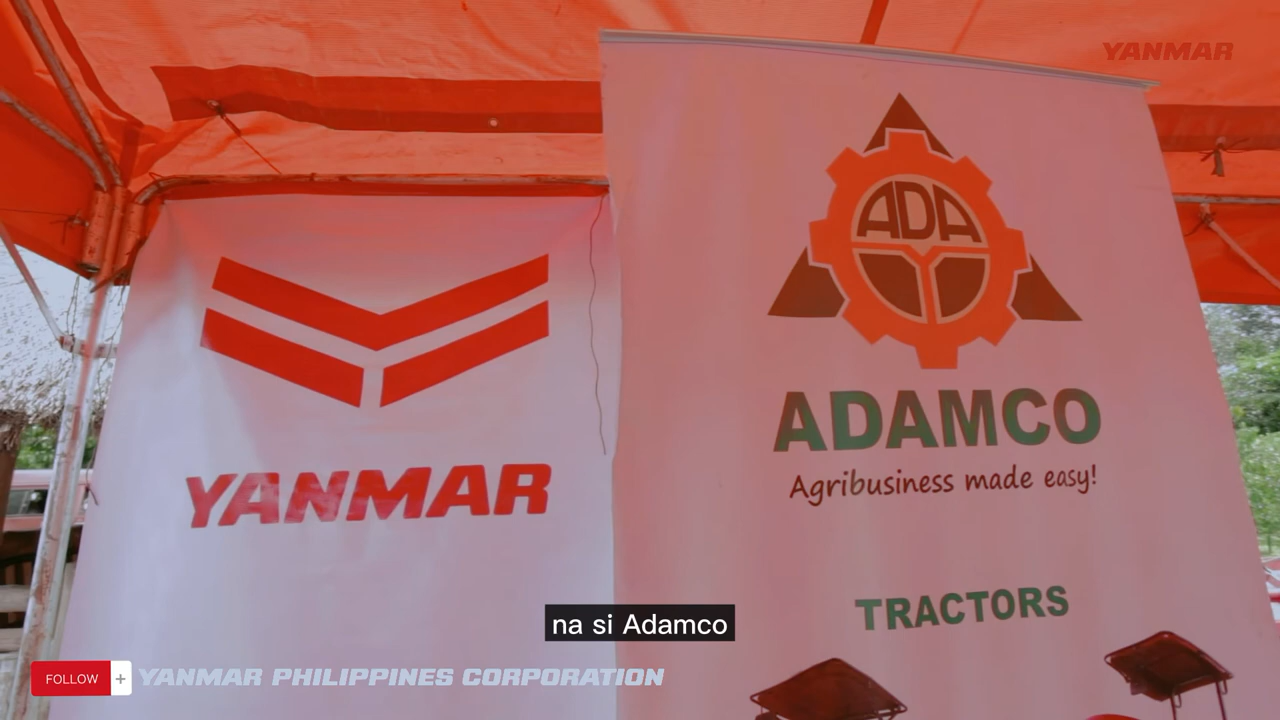 YANMAR
ADA
ADAMCO
Agribusiness made easy!
YANMAR
TRACTORS
na si Adamco
FOLLOW +
YANMAR PHILIPPINES CORPORATION